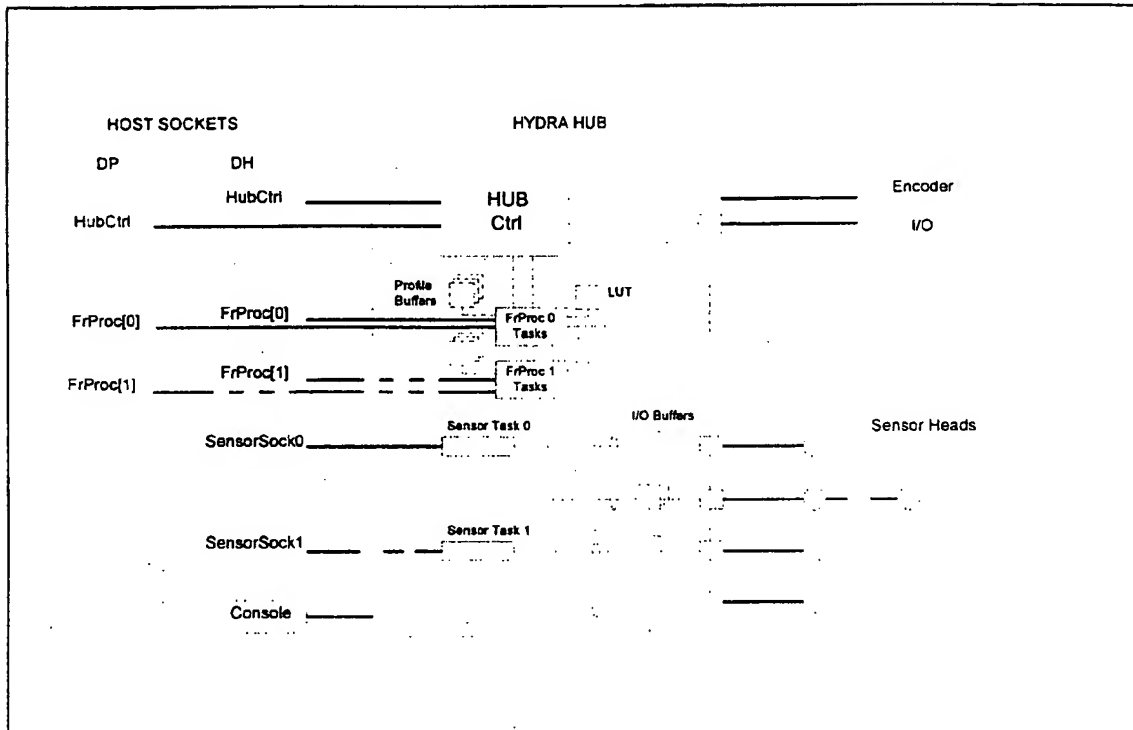 HOST SOCKETS
HYDRA HUB
DP
DH
HubCtrl
HUB
Ctrl
Encoder
HubCtrl
I/O
Profile
Buffers
LUT
FrProc[0]
FrProc[0]
FrProc 0
Tasks
FrProc[1]
FrProc[1]
FrProc 1
Tasks
I/O Buffers
SensorSock0
Sensor Task 0
Sensor Heads
SensorSock1
Sensor Task 1
Console